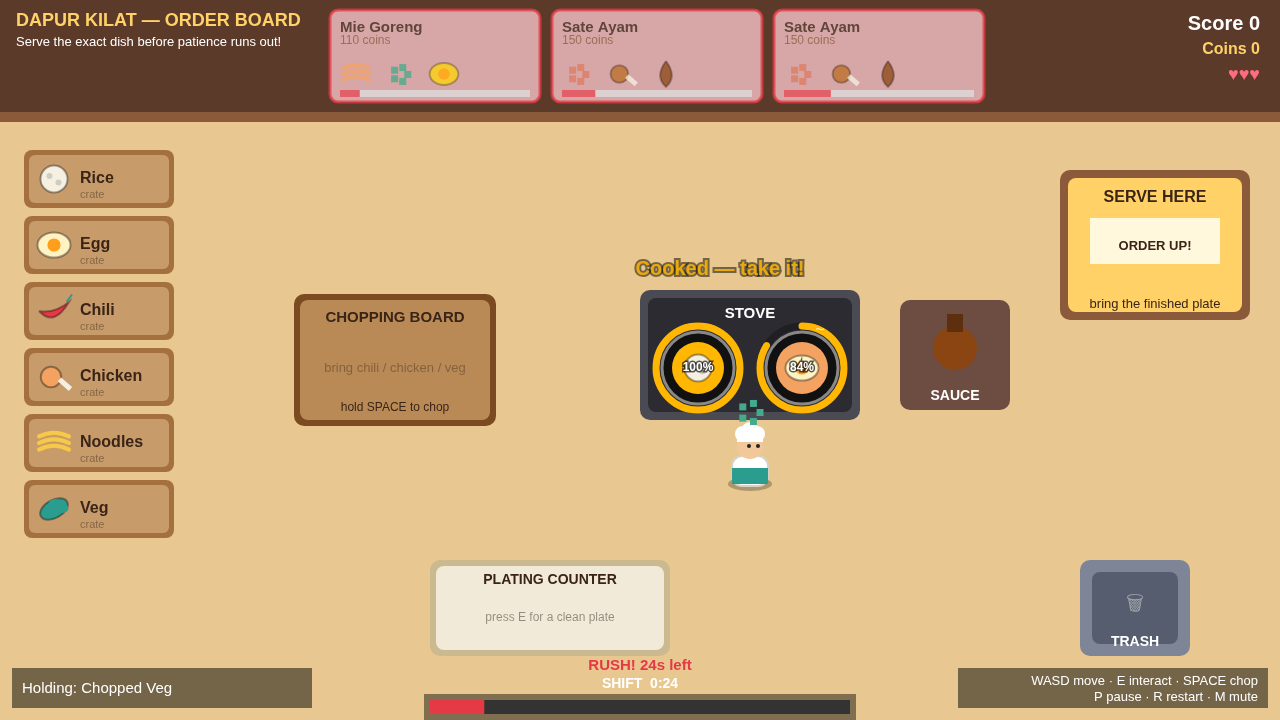 DAPUR KILAT — ORDER BOARD
Serve the exact dish before patience runs out!
Mie Goreng
110 coins
Sate Ayam
150 coins
Sate Ayam
150 coins
Score 0
Coins 0
♥♥♥
Rice
crate
Egg
crate
Chili
crate
Chicken
crate
Noodles
crate
Veg
crate
CHOPPING BOARD
bring chili / chicken / veg
hold SPACE to chop
Cooked — take it!
STOVE
100%
84%
SAUCE
SERVE HERE
ORDER UP!
bring the finished plate
PLATING COUNTER
press E for a clean plate
TRASH
RUSH! 24s left
SHIFT 0:24
Holding: Chopped Veg
WASD move · E interact · SPACE chop
P pause · R restart · M mute